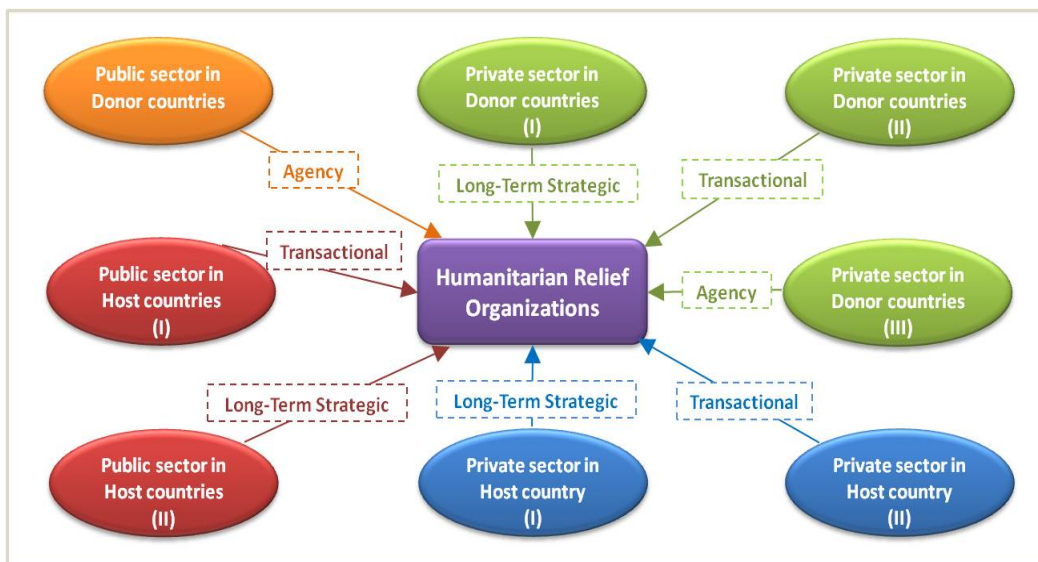 Public sector in
Donor countries
Private sector in
Donor countries
(I)
Private sector in
Donor countries
(II)
Agency
Long-Term Strategic
Transactional
Public sector in
Host countries
(I)
Transactional
Humanitarian Relief
Organizations
Agency
Private sector in
Donor countries
(III)
Long-Term Strategic
Long-Term Strategic
Transactional
Public sector in
Host countries
(II)
Private sector in
Host country
(I)
Private sector in
Host country
(II)